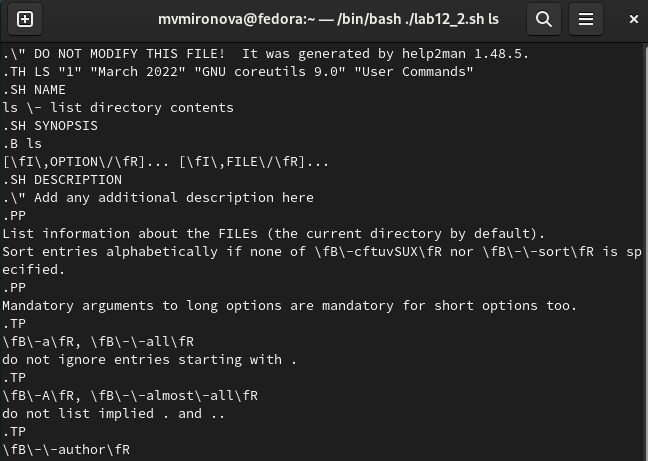 mvmironova@fedora:~ — /bin/bash ./lab12_2.sh ls
.\" DO NOT MODIFY THIS FILE!  It was generated by help2man 1.48.5.
.TH LS "1" "March 2022" "GNU coreutils 9.0" "User Commands"
.SH NAME
ls \- list directory contents
.SH SYNOPSIS
.B ls
[\fI\,OPTION\/\fR]... [\fI\,FILE\/\fR]...
.SH DESCRIPTION
.\" Add any additional description here
.PP
List information about the FILEs (the current directory by default).
Sort entries alphabetically if none of \fB\-cftuvSUX\fR nor \fB\-\-sort\fR is sp
ecified.
.PP
Mandatory arguments to long options are mandatory for short options too.
.TP
\fB\-a\fR, \fB\-\-all\fR
do not ignore entries starting with .
.TP
\fB\-A\fR, \fB\-\-almost\-all\fR
do not list implied . and ..
.TP
\fB\-\-author\fR